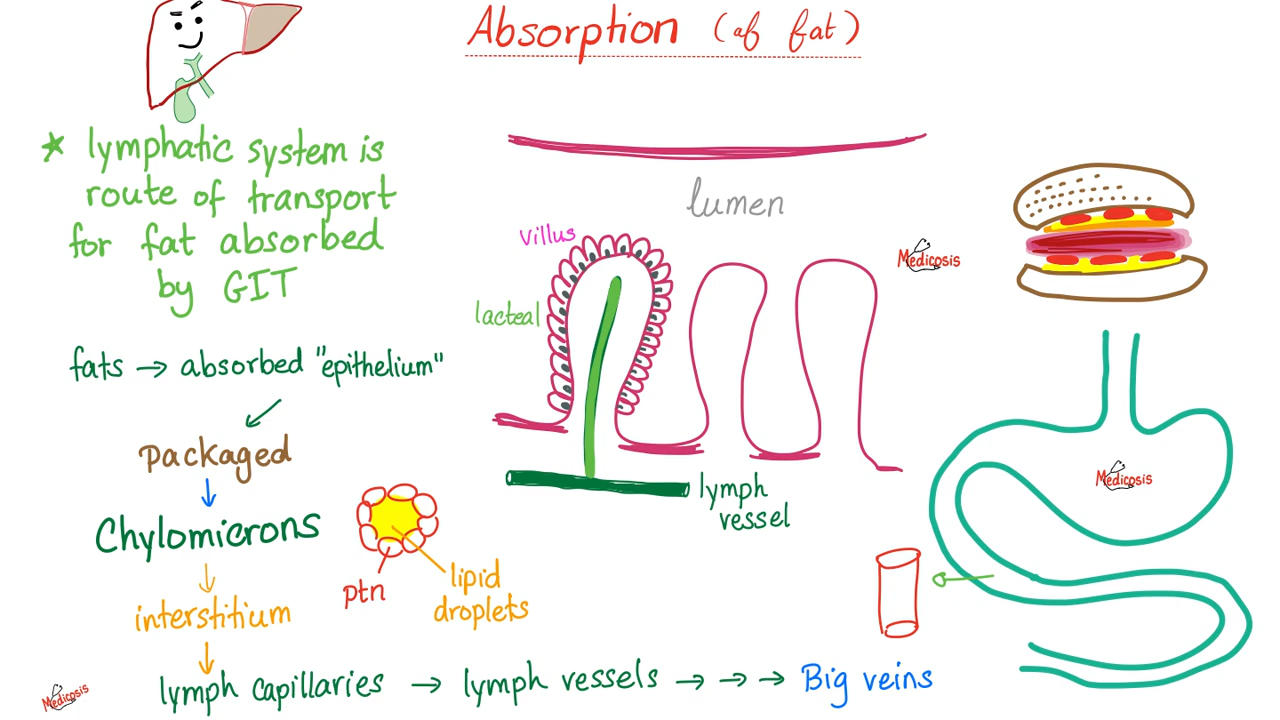 Absorption (of fat)
* lymphatic system is
route of transport
for fat absorbed
by GIT
fats → absorbed "epithelium"
packaged
Chylomicrons
ptn
lipid
droplets
interstitium
lymph capillaries → lymph vessels → → → Big veins
lumen
villus
lacteal
lymph
vessel
Medicosis
Medicosis
Medicosis